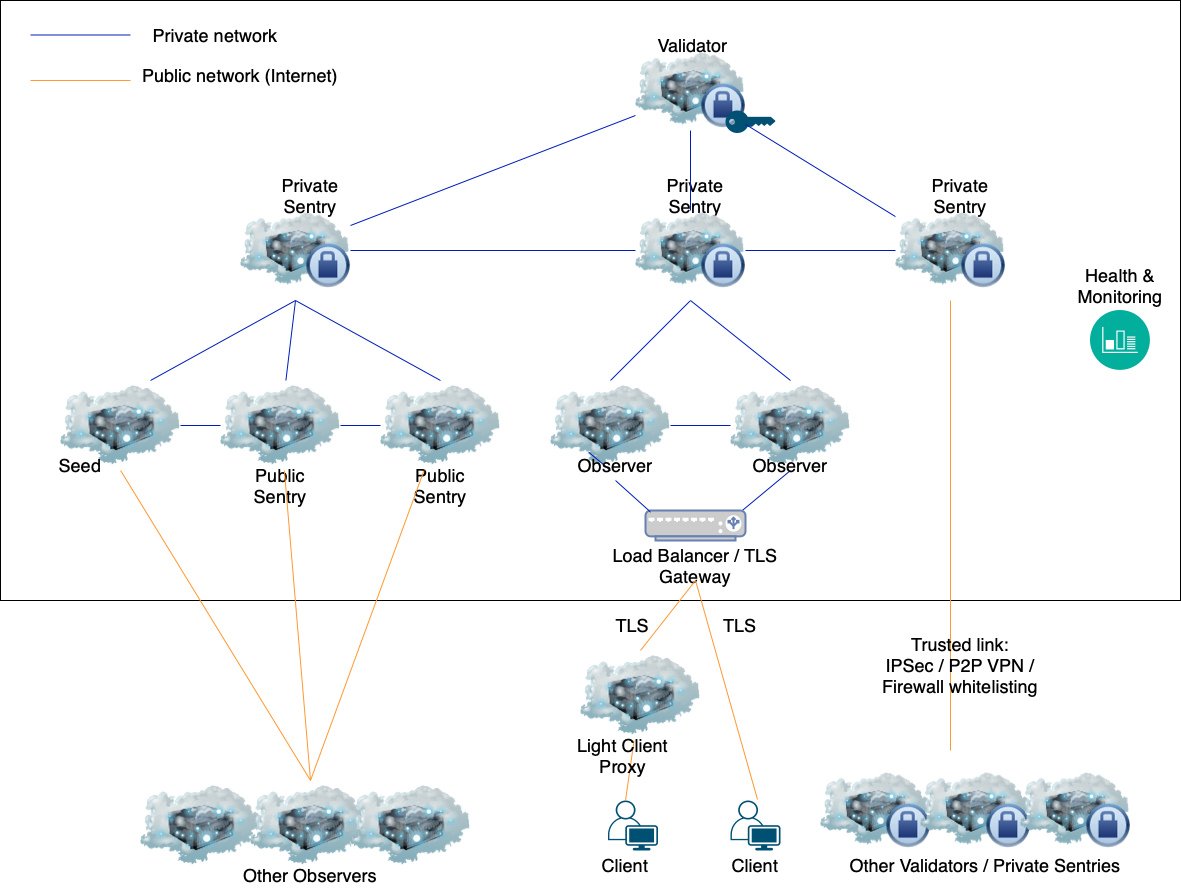 Private network
Public network (Internet)
Validator
Private
Sentry
Private
Sentry
Private
Sentry
Health &
Monitoring
Seed
Public
Sentry
Public
Sentry
Observer
Observer
Load Balancer / TLS
Gateway
TLS
TLS
Trusted link:
IPSec / P2P VPN /
Firewall whitelisting
Light Client
Proxy
Client
Client
Other Observers
Other Validators / Private Sentries